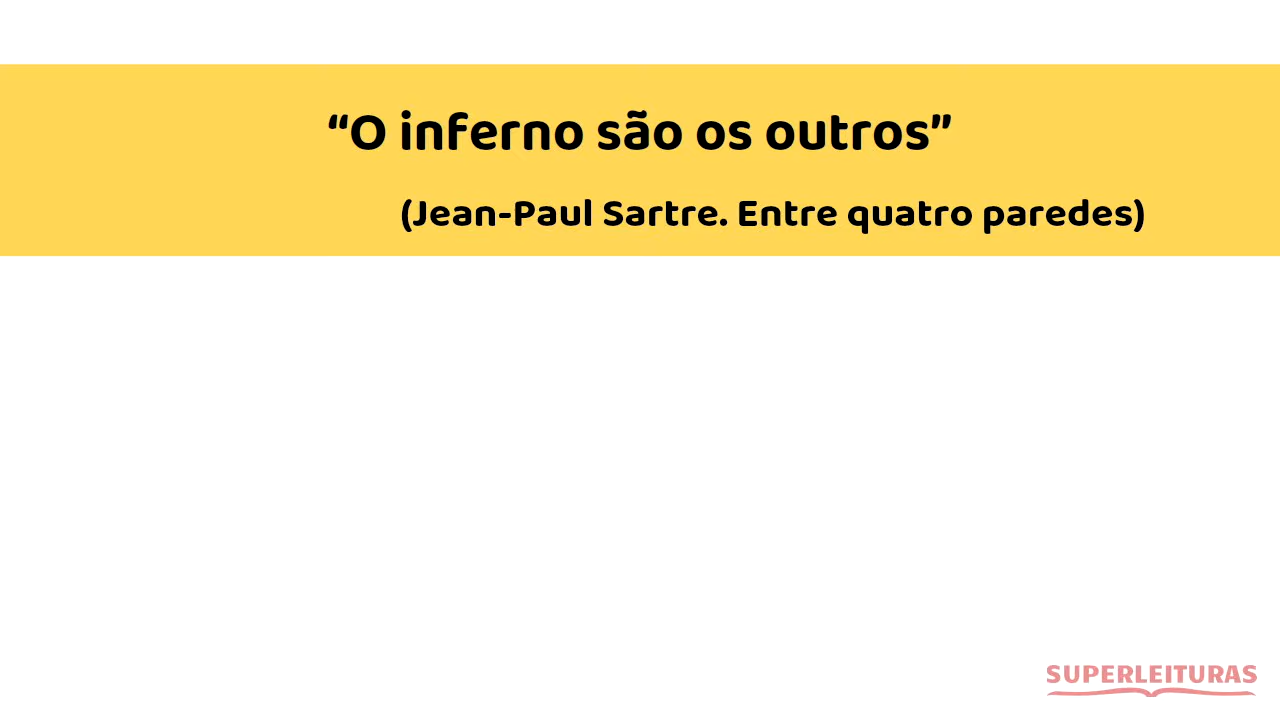 “O inferno são os outros”
(Jean-Paul Sartre. Entre quatro paredes)
SUPERLEITURAS